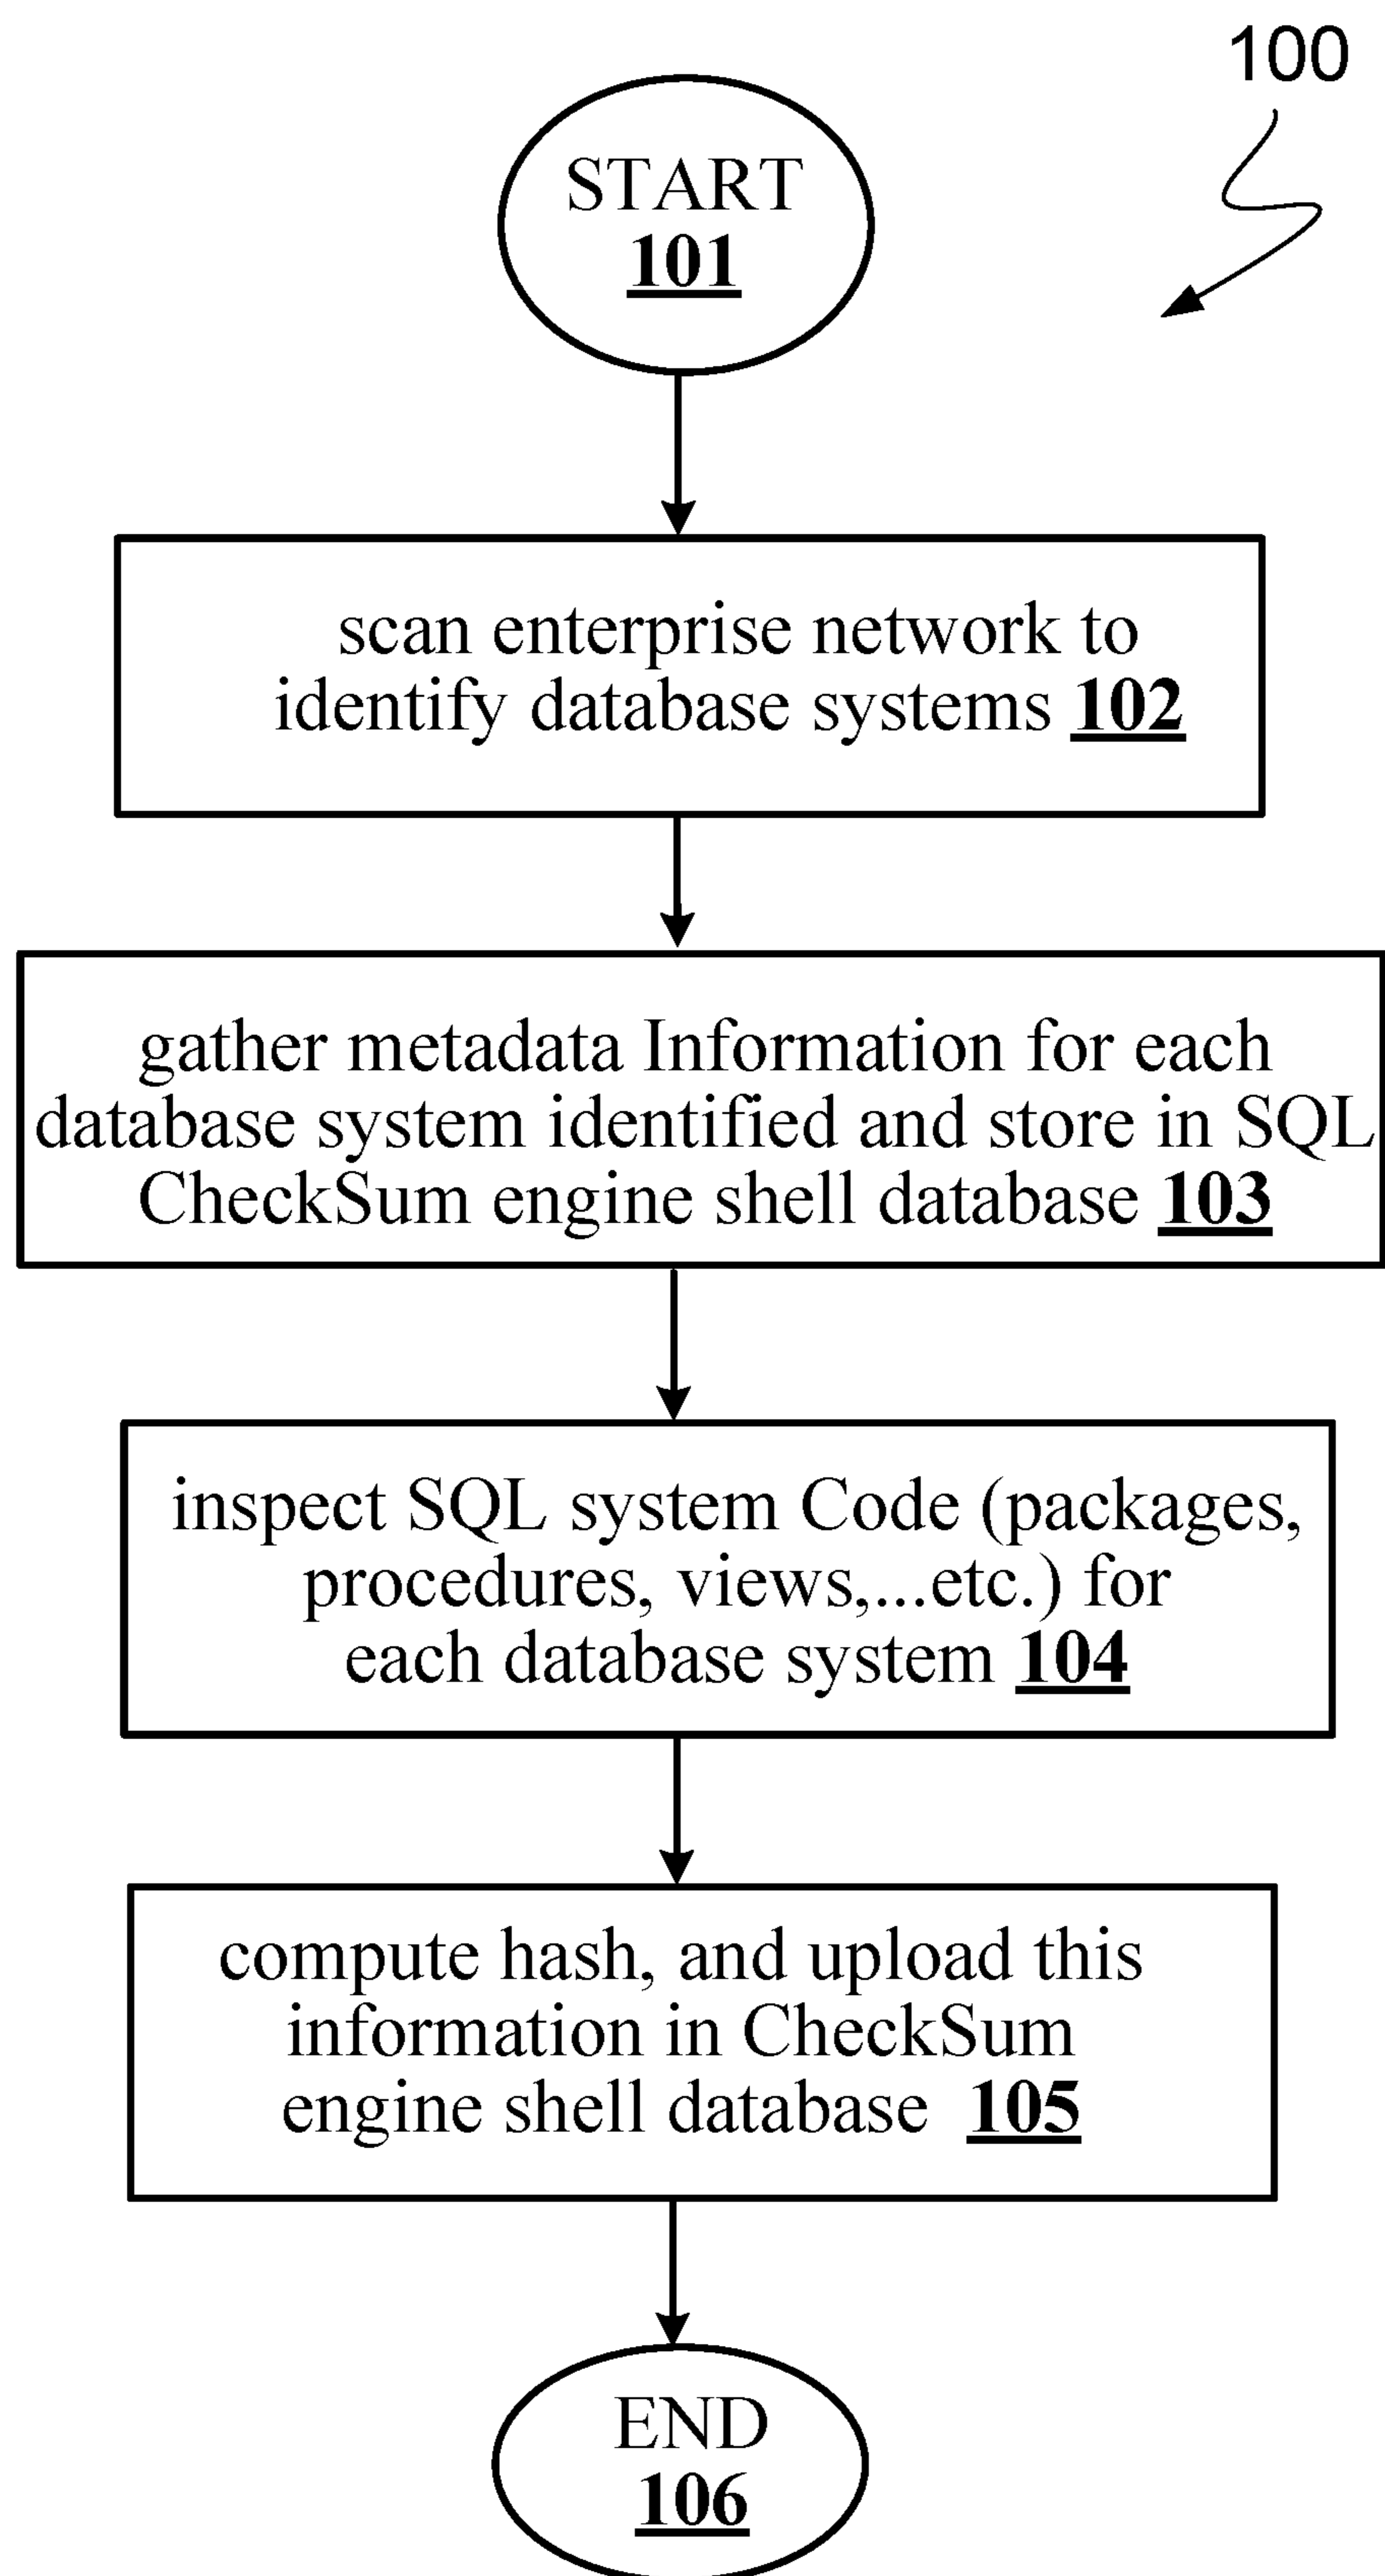 100
START
101
scan enterprise network to
identify database systems 102
gather metadata Information for each
database system identified and store in SQL
CheckSum engine shell database 103
inspect SQL system Code (packages,
procedures, views,...etc.) for
each database system 104
compute hash, and upload this
information in CheckSum
engine shell database 105
END
106